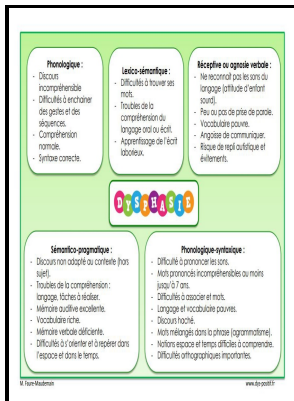 Phonologique :
- Discours
incompréhensible
- Difficultés à enchainer
des gestes et des
séquences.
- Compréhension
normale.
- Syntaxe correcte.
Lexico-sémantique :
- Difficultés à trouver ses
mots.
- Troubles de la
compréhension du
langage oral ou écrit.
- Apprentissage de l'écrit
laborieux.
Réceptive ou agnosie verbale :
- Ne reconnaît pas les sons du
langage (attitude d'enfant
sourd).
- Peu ou pas de prise de parole.
- Vocabulaire pauvre.
- Angoisse de communiquer.
- Risque de repli autistique et
évitements.
DYSPHASIE
Sémantico-pragmatique :
- Discours non adapté au contexte (hors
sujet).
- Troubles de la compréhension :
langage, tâches à réaliser.
- Mémoire auditive excellente.
- Vocabulaire riche.
- Mémoire verbale déficiente.
- Difficultés à s'orienter et à repérer dans
l'espace et dans le temps.
Phonologique-syntaxique :
- Difficulté à prononcer les sons.
- Mots prononcés incompréhensibles au moins
jusqu'à 7 ans.
- Difficultés à associer et mots.
- Langage et vocabulaire pauvres.
- Discours haché.
- Mots mélangés dans la phrase (agrammatisme).
- Notions espace et temps difficiles à comprendre.
- Difficultés orthographiques importantes.
M. Faure-Maudemain
www.dys-positif.fr